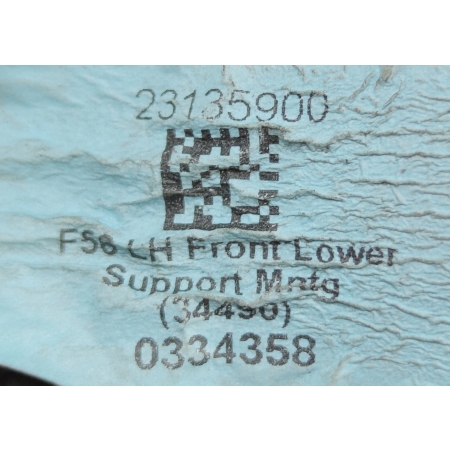 23135900
F56 LH Front Lower
Support Mntg
(34490)
0334358